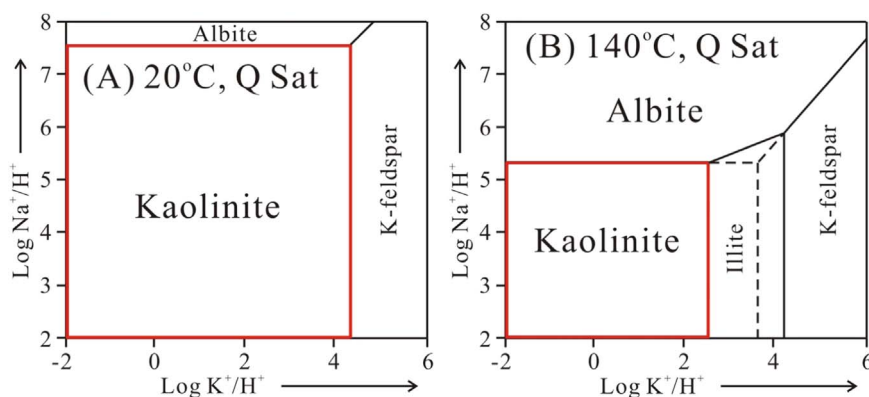 8
7
6
5
4
3
2
Log Na⁺/H⁺
Albite
(A) 20°C, Q Sat
Kaolinite
K-feldspar
-2
0
2
4
6
Log K⁺/H⁺
8
7
6
5
4
3
2
Log Na⁺/H⁺
(B) 140°C, Q Sat
Albite
Kaolinite
Illite
K-feldspar
-2
0
2
4
6
Log K⁺/H⁺